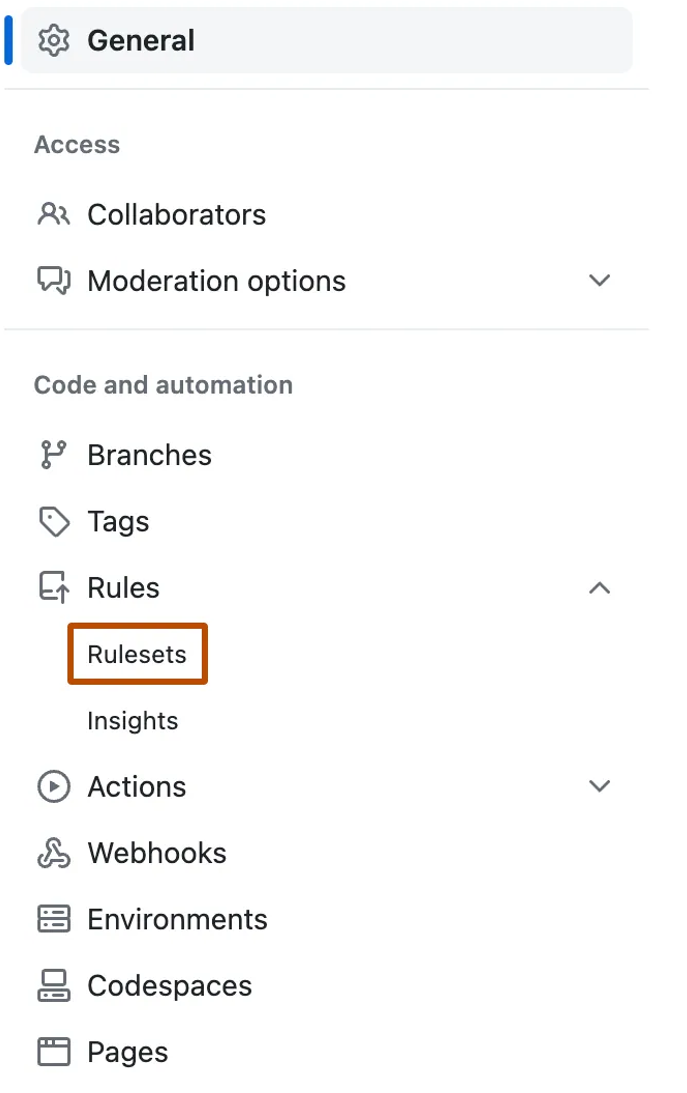 General
Access
Collaborators
Moderation options
Code and automation
Branches
Tags
Rules
Rulesets
Insights
Actions
Webhooks
Environments
Codespaces
Pages